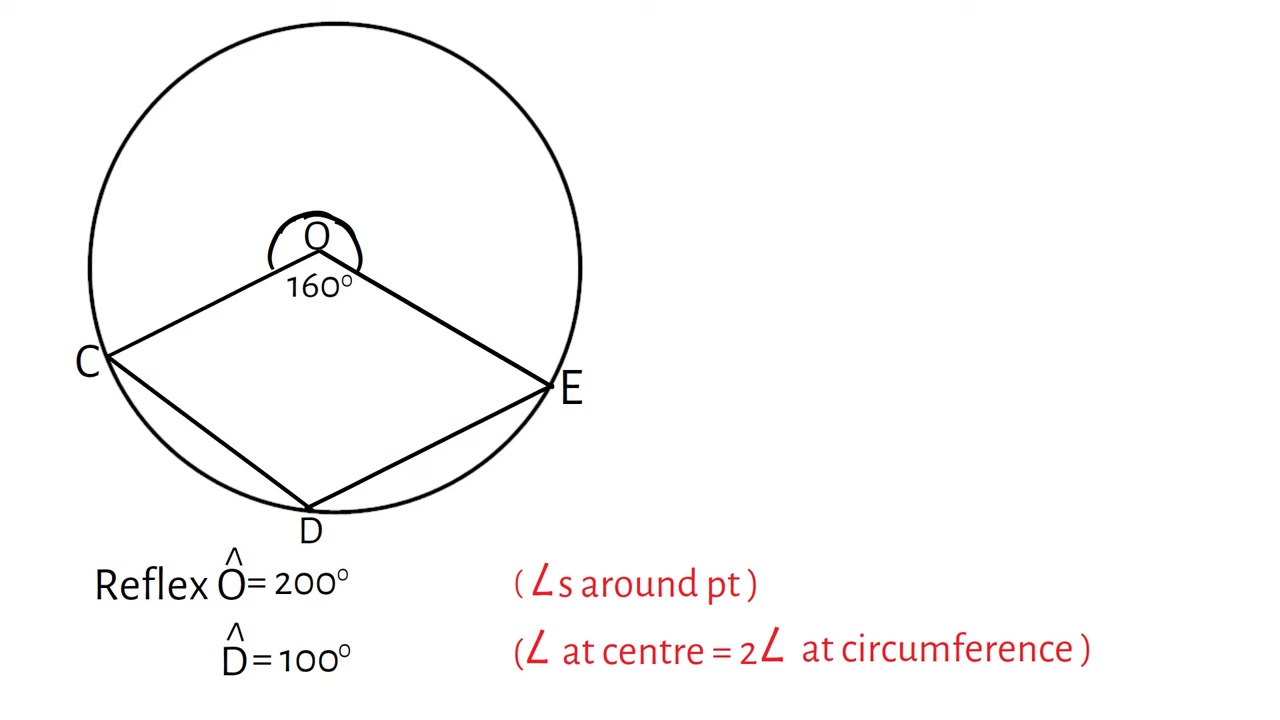 O
160°
C
E
D
Reflex Ô = 200° (∠s around pt)
D̂ = 100° (∠ at centre = 2∠ at circumference)